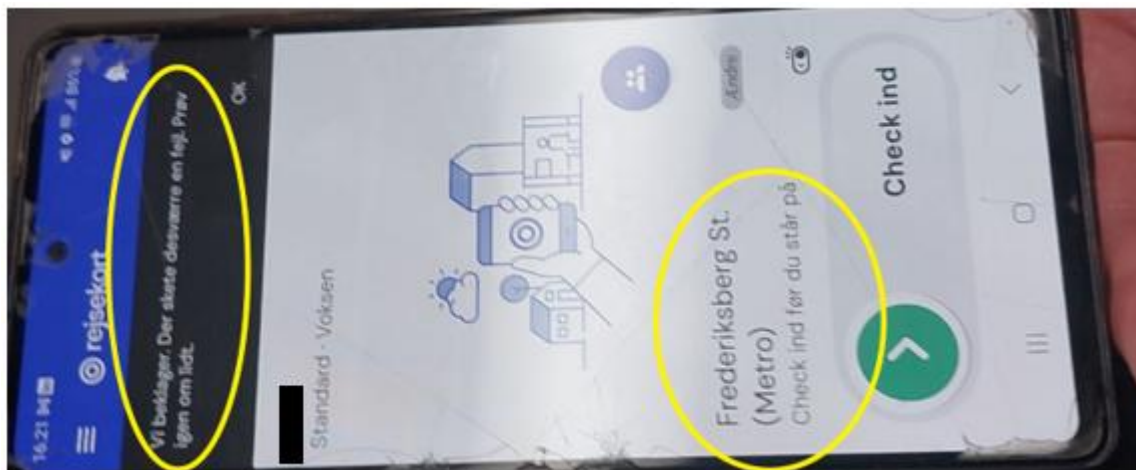 16.21
86%
rejsekort
Vi beklager. Der skete desværre en fejl. Prøv
igen om lidt.
OK
Standard - Voksen
Frederiksberg St.
(Metro)
Ændre
Check ind før du står på
Check ind